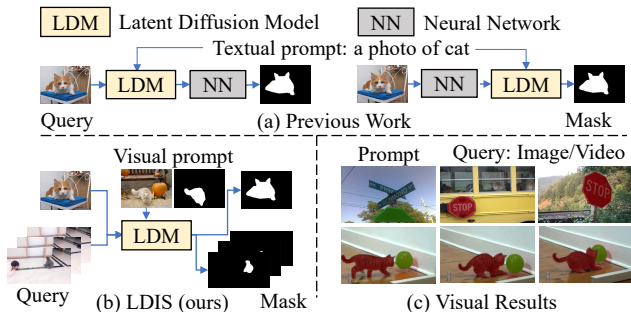 LDM Latent Diffusion Model NN Neural Network
Textual prompt: a photo of cat
LDM NN NN LDM
Query (a) Previous Work Mask
Visual prompt
LDM
Query
(b) LDIS (ours) Mask
Prompt Query: Image/Video
STOP STOP
(c) Visual Results